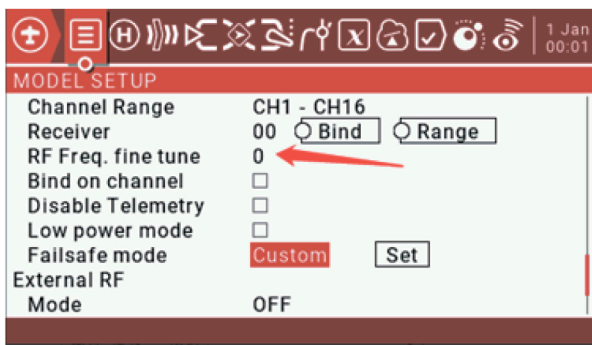 1 Jan
00:01
MODEL SETUP
Channel Range CH1 - CH16
Receiver 00 Bind Range
RF Freq. fine tune 0
Bind on channel
Disable Telemetry
Low power mode
Failsafe mode Custom Set
External RF
Mode OFF